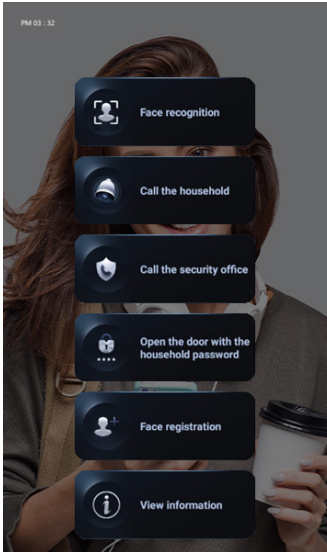 PM 03 : 32
Face recognition
Call the household
Call the security office
Open the door with the
household password
Face registration
View information